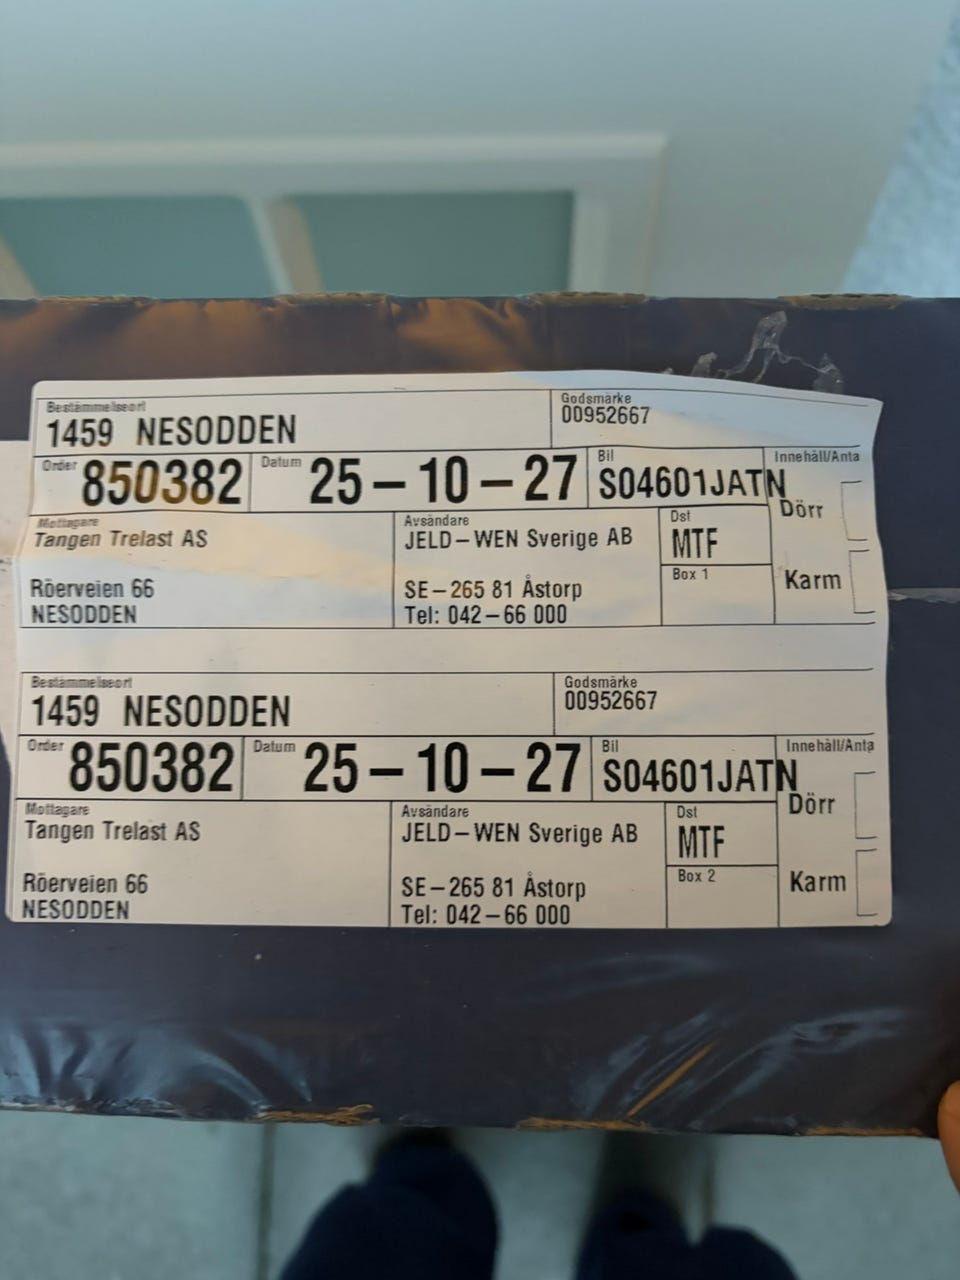 Bestämmelseort
1459 NESODDEN
Godsmärke
00952667
Order 850382
Datum 25-10-27
Bil
S04601JATN
Innehåll/Anta
Dörr
Karm
Mottagare
Tangen Trelast AS
Röerveien 66
NESODDEN
Avsändare
JELD-WEN Sverige AB
SE-265 81 Åstorp
Tel: 042-66 000
Dst
MTF
Box 1
Bestämmelseort
1459 NESODDEN
Godsmärke
00952667
Order 850382
Datum 25-10-27
Bil
S04601JATN
Innehåll/Anta
Dörr
Karm
Mottagare
Tangen Trelast AS
Röerveien 66
NESODDEN
Avsändare
JELD-WEN Sverige AB
SE-265 81 Åstorp
Tel: 042-66 000
Dst
MTF
Box 2